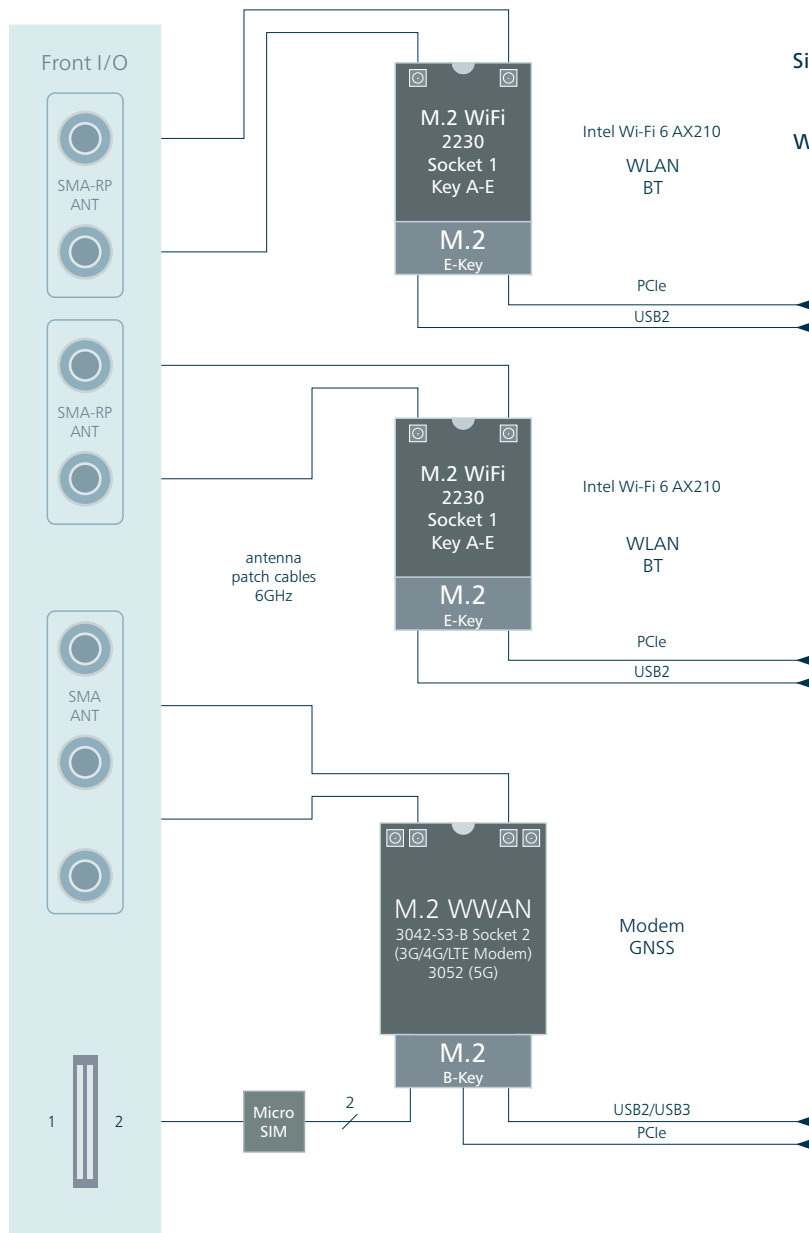 Front I/O
SMA-RP
ANT
M.2 WiFi
2230
Socket 1
Key A-E
M.2
E-Key
Intel Wi-Fi 6 AX210
WLAN
BT
Si
W
PCIe
USB2
SMA-RP
ANT
M.2 WiFi
2230
Socket 1
Key A-E
M.2
E-Key
Intel Wi-Fi 6 AX210
WLAN
BT
antenna
patch cables
6GHz
PCIe
USB2
SMA
ANT
M.2 WWAN
3042-S3-B Socket 2
(3G/4G/LTE Modem)
3052 (5G)
M.2
B-Key
Modem
GNSS
1
2
Micro
SIM
2
USB2/USB3
PCIe